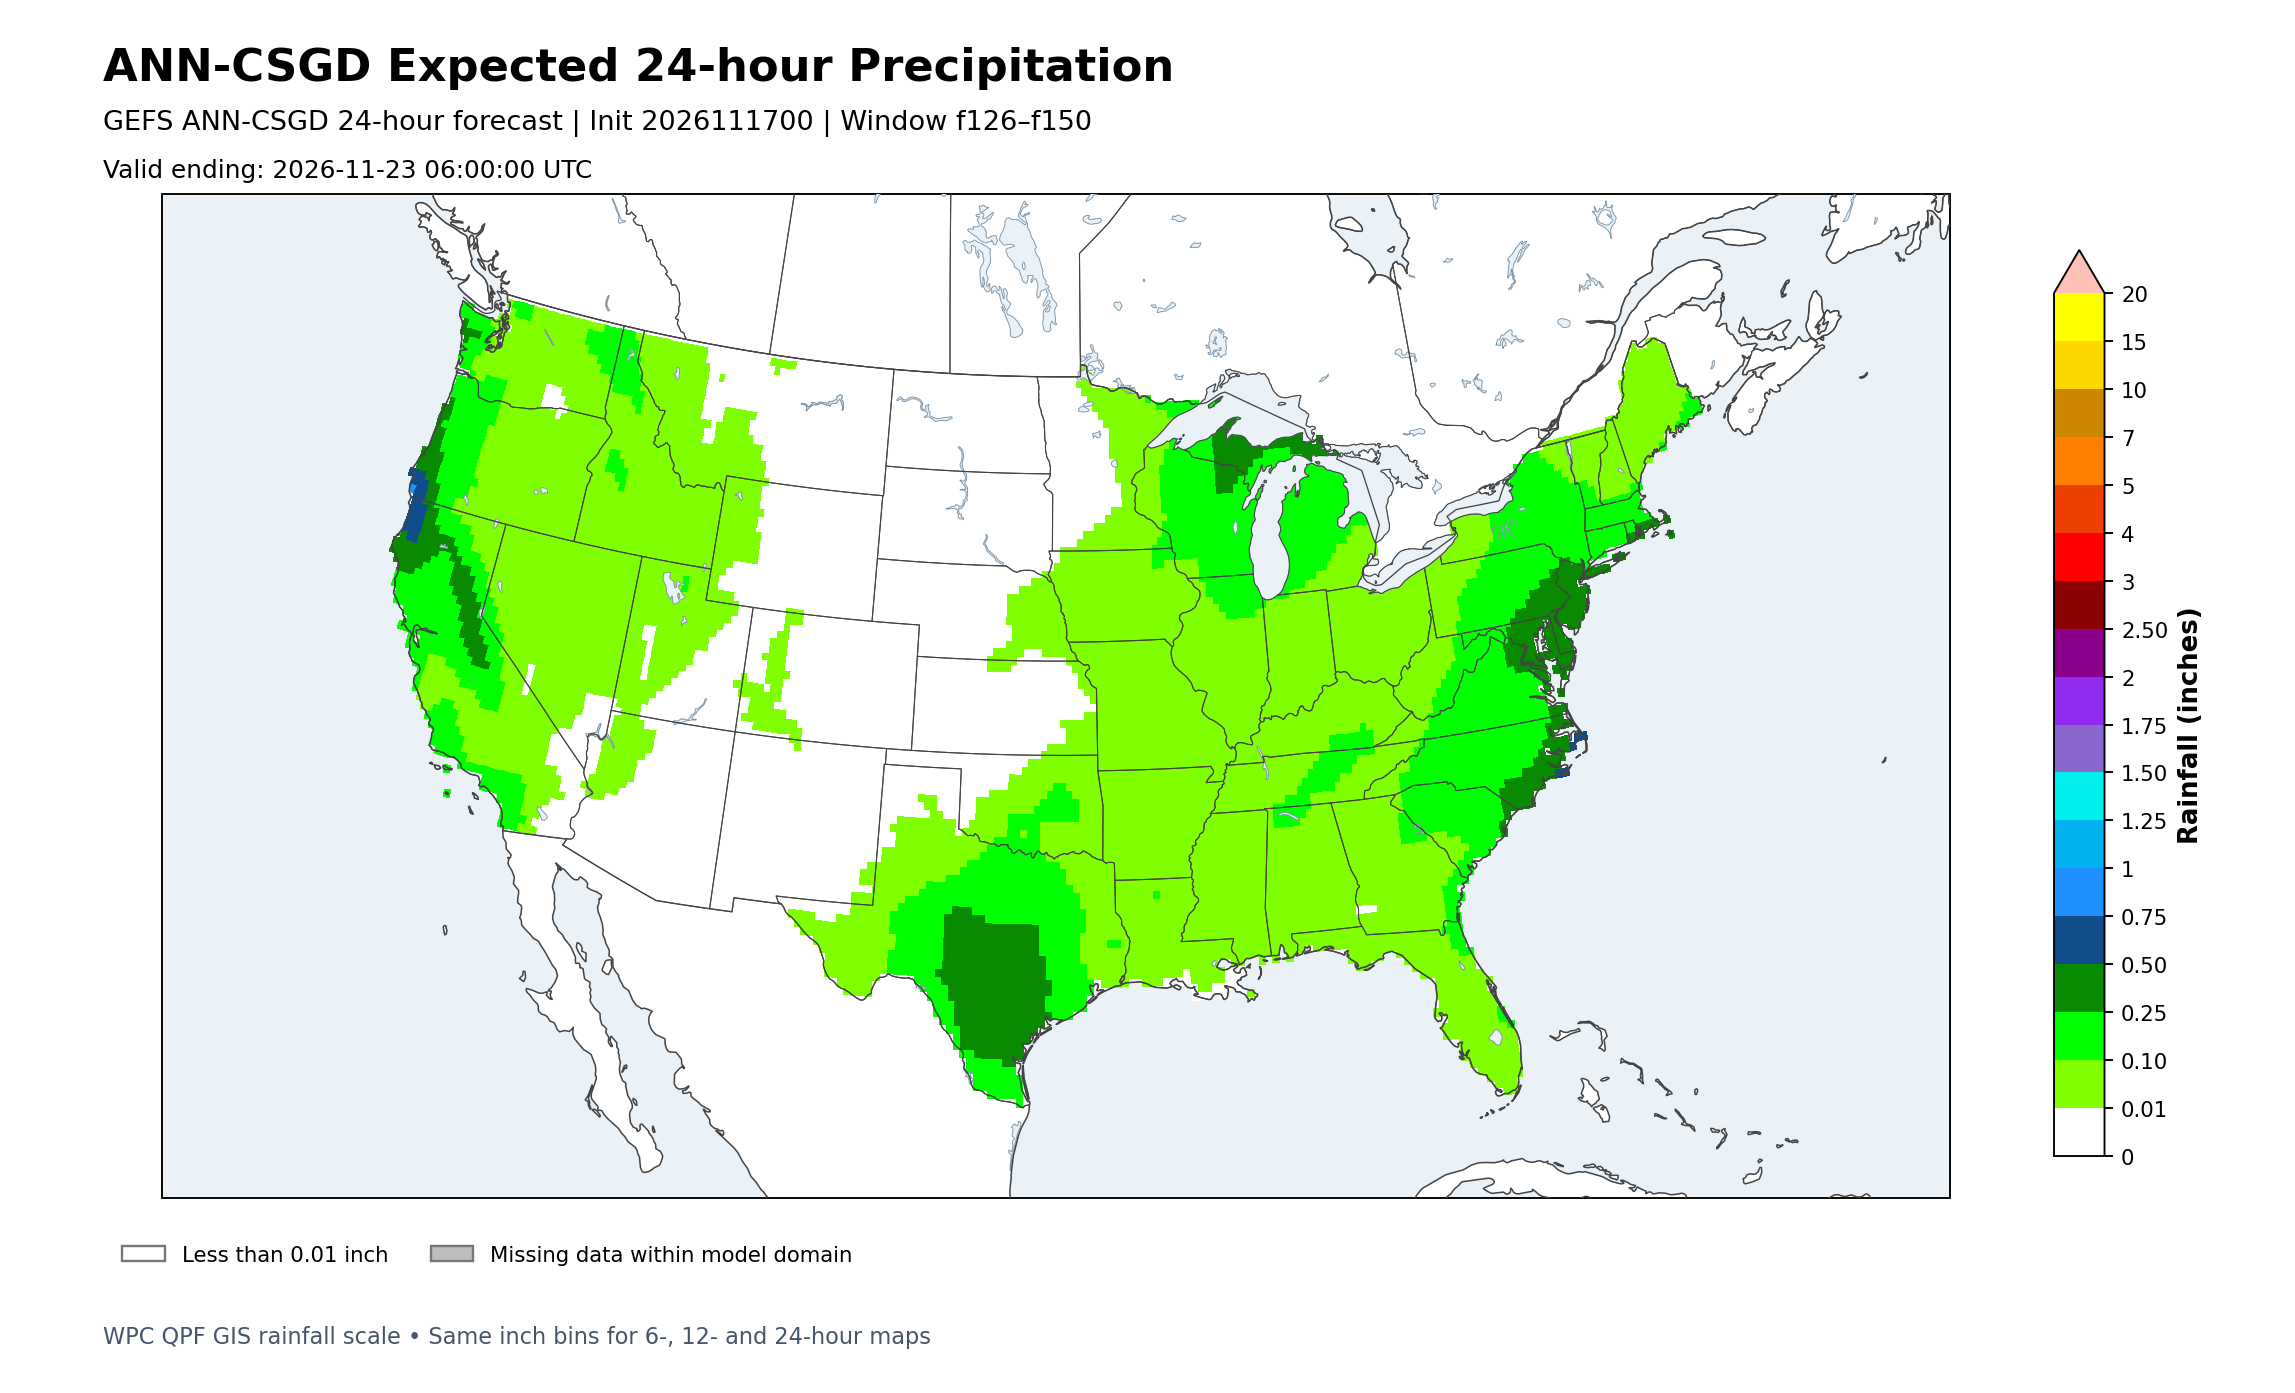 ANN-CSGD Expected 24-hour Precipitation
GEFS ANN-CSGD 24-hour forecast | Init 2026111700 | Window f126–f150
Valid ending: 2026-11-23 06:00:00 UTC
20
15
10
7
5
4
3
2.50
2
1.75
1.50
1.25
1
0.75
0.50
0.25
0.10
0.01
0
Rainfall (inches)
Less than 0.01 inch
Missing data within model domain
WPC QPF GIS rainfall scale • Same inch bins for 6-, 12- and 24-hour maps